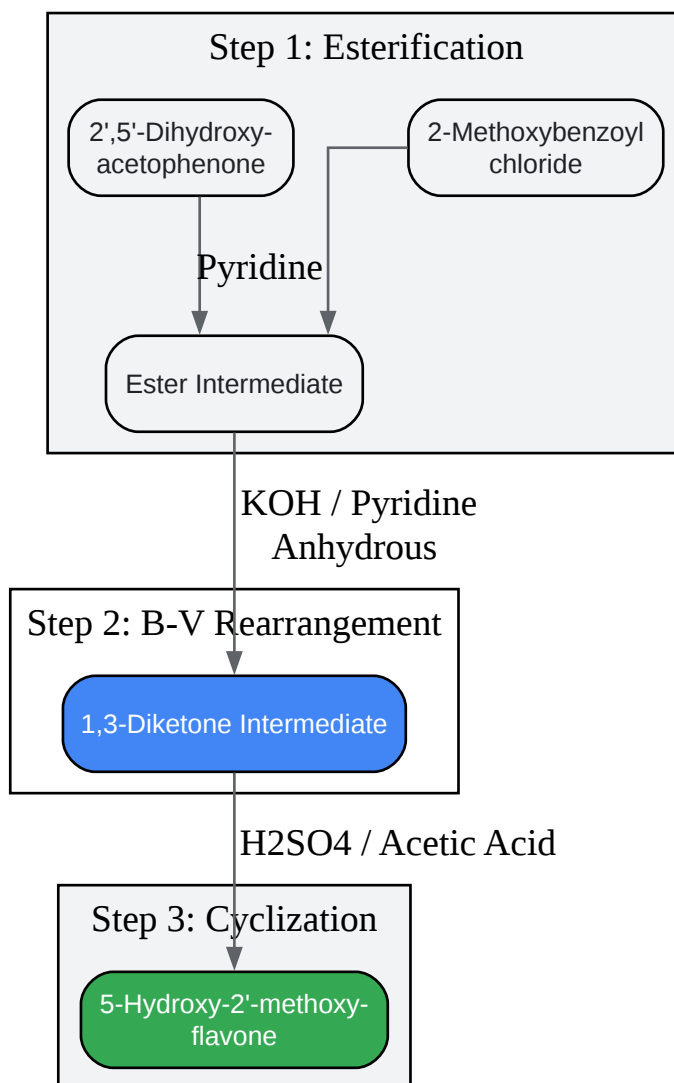 Step 1: Esterification
2',5'-Dihydroxy-
acetophenone
2-Methoxybenzoyl
chloride
Pyridine
Ester Intermediate
KOH / Pyridine
Anhydrous
Step 2: B-V Rearrangement
1,3-Diketone Intermediate
H2SO4 / Acetic Acid
Step 3: Cyclization
5-Hydroxy-2'-methoxy-
flavone